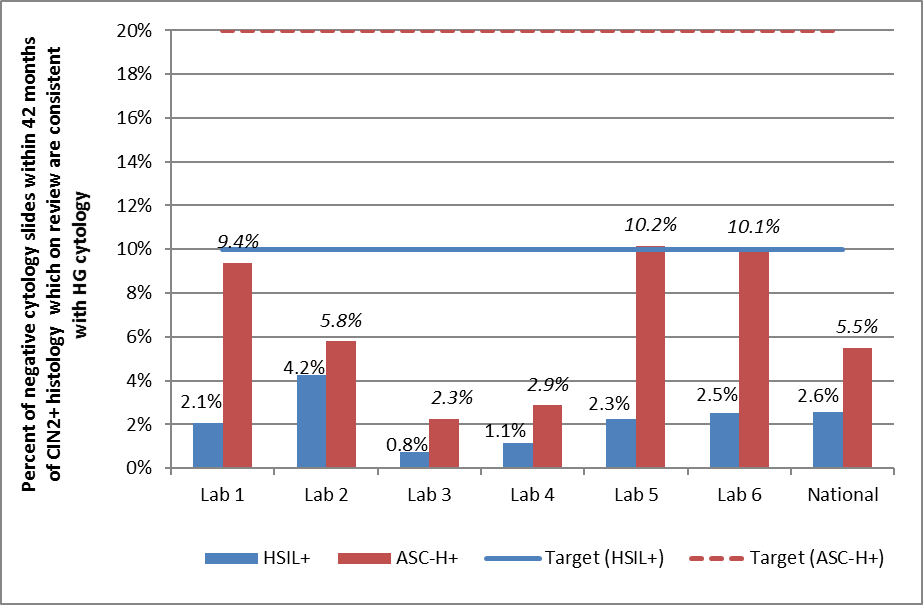 Percent of negative cytology slides within 42 months
of CIN2+ histology which on review are consistent
with HG cytology
20%
18%
16%
14%
12%
10%
8%
6%
4%
2%
0%
2.1%
9.4%
4.2%
5.8%
0.8%
2.3%
1.1%
2.9%
2.3%
10.2%
2.5%
10.1%
2.6%
5.5%
Lab 1
Lab 2
Lab 3
Lab 4
Lab 5
Lab 6
National
HSIL+
ASC-H+
Target (HSIL+)
Target (ASC-H+)